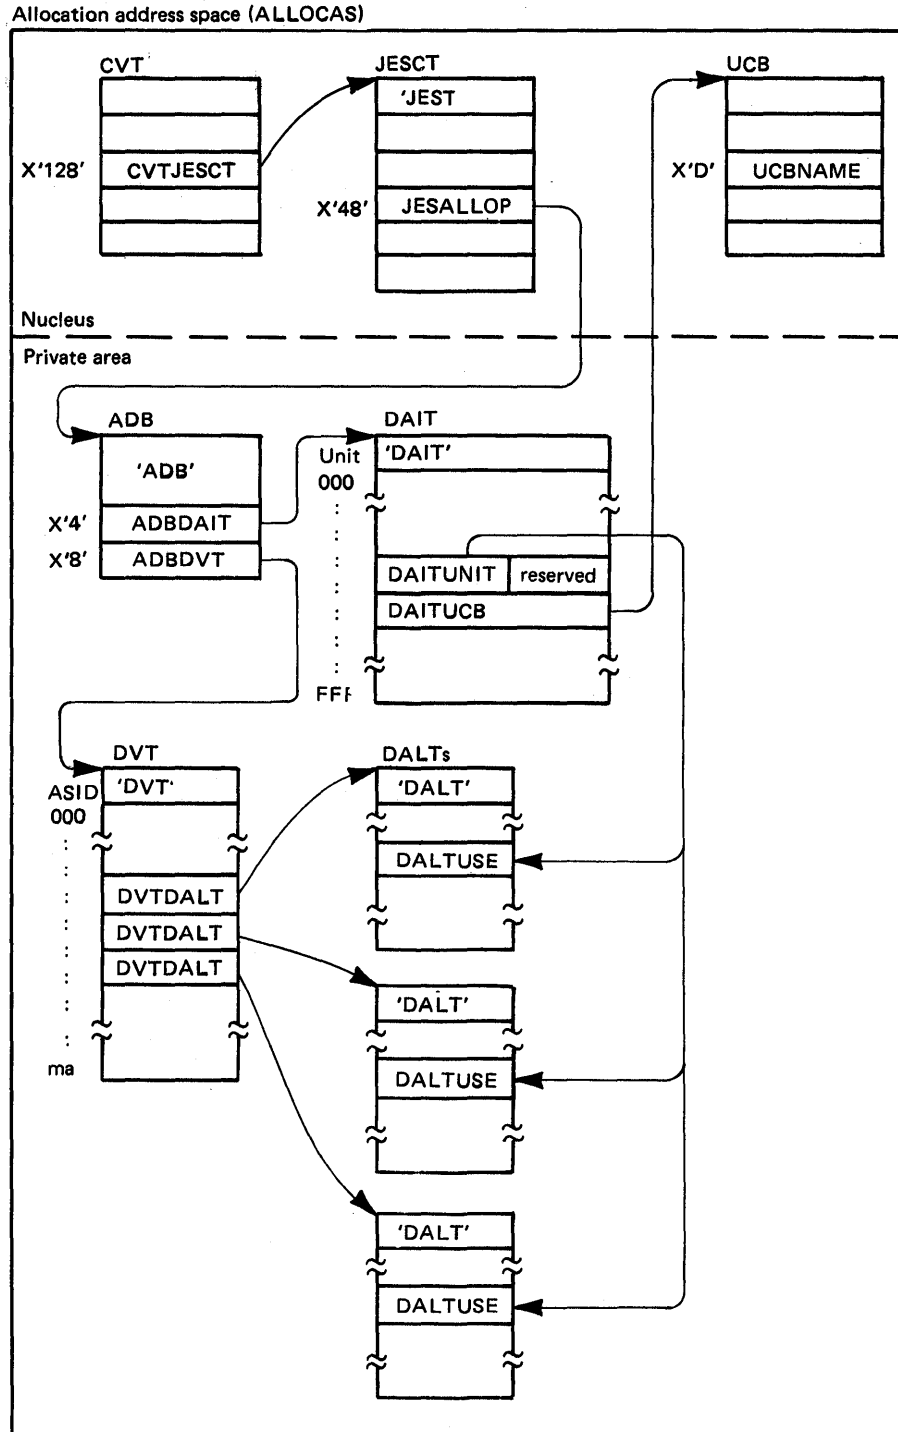 Allocation address space (ALLOCAS)
CVT
X'128'
CVTJESCT
JESCT
'JEST
X'48'
JESALLOP
UCB
X'D'
UCBNAME
Nucleus
Private area
ADB
'ADB'
X'4'
ADBDAIT
X'8'
ADBDVT
DAIT
Unit
000
'DAIT'
DAITUNIT
reserved
DAITUCB
FFF
DVT
ASID
000
'DVT'
DVTDALT
DVTDALT
DVTDALT
ma
DALTs
'DALT'
DALTUSE
'DALT'
DALTUSE
'DALT'
DALTUSE